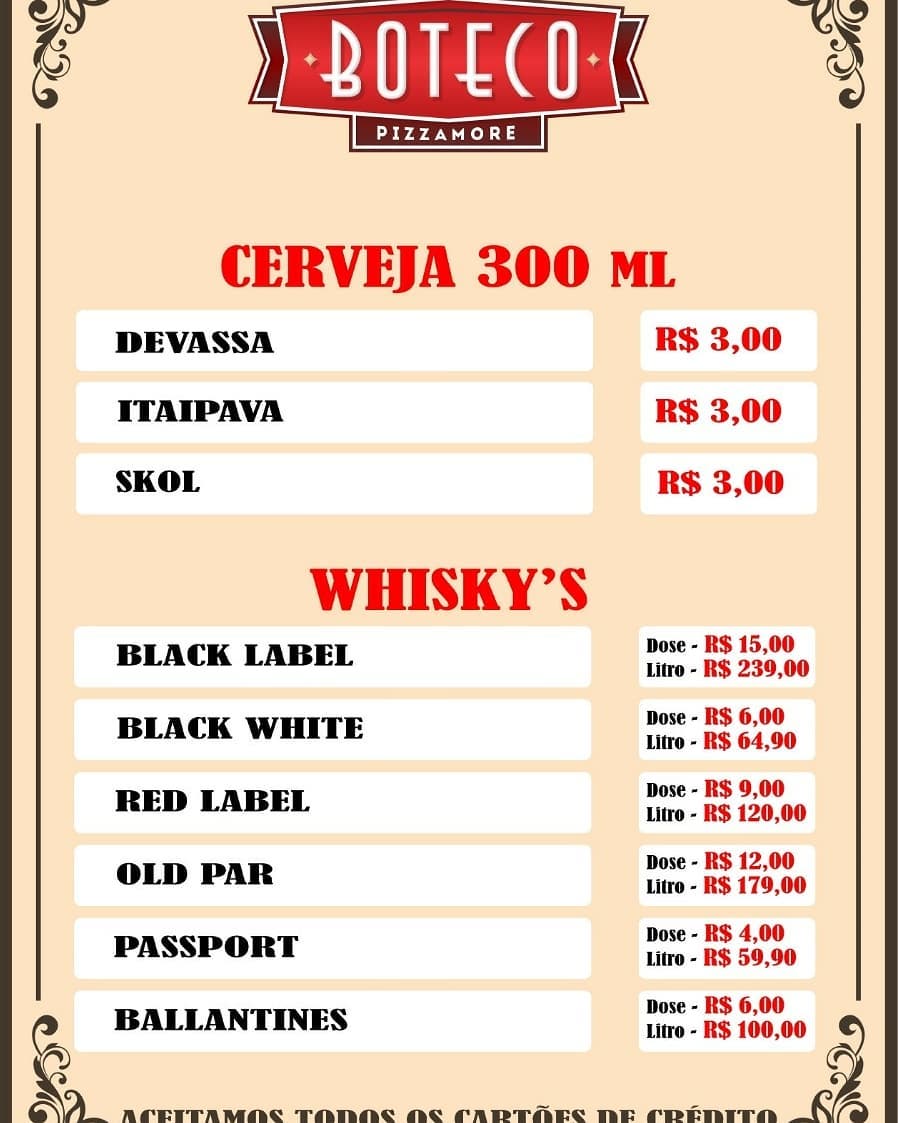 BOTECO
PIZZAMORE
CERVEJA 300 ML
DEVASSA R$ 3,00
ITAIPAVA R$ 3,00
SKOL R$ 3,00
WHISKY'S
BLACK LABEL
Dose - R$ 15,00
Litro - R$ 239,00
BLACK WHITE
Dose - R$ 6,00
Litro - R$ 64,90
RED LABEL
Dose - R$ 9,00
Litro - R$ 120,00
OLD PAR
Dose - R$ 12,00
Litro - R$ 179,00
PASSPORT
Dose - R$ 4,00
Litro - R$ 59,90
BALLANTINES
Dose - R$ 6,00
Litro - R$ 100,00
ACEITAMOS TODOS OS CARTÕES DE CRÉDITO